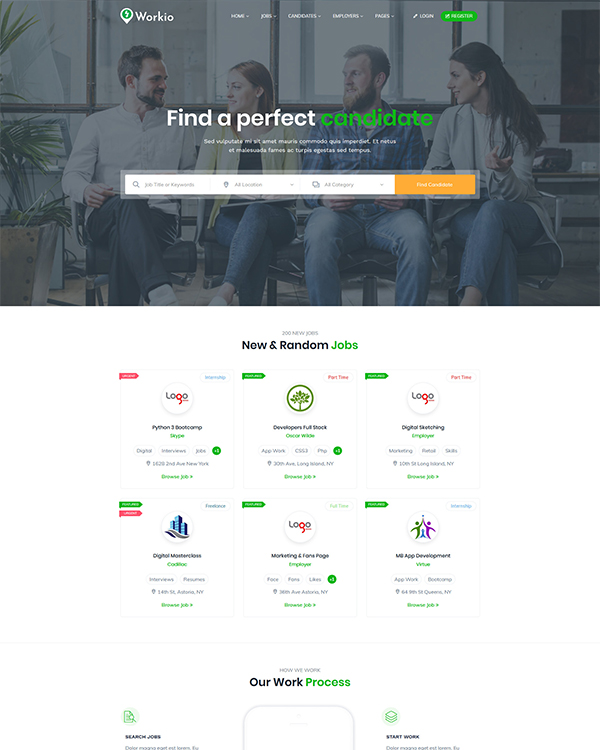 Workio
HOME JOBS CANDIDATES EMPLOYERS PAGES LOGIN REGISTER
Find a perfect candidate
Sed vulputate mi sit amet mauris commodo quis imperdiet. Et netus
et malesuada fames ac turpis egestas sed tempus.
Job Title or Keywords All Location All Category Find Candidate
200 NEW JOBS
New & Random Jobs
URGENT Internship
Logo
Python 3 Bootcamp
Skype
Digital Interviews Jobs
1628 2nd Ave New York
Browse Job »
FEATURED Part Time
Developers Full Stack
Oscar Wilde
App Work CSS3 Php
30th Ave, Long Island, NY
Browse Job »
FEATURED Part Time
Logo
Digital Sketching
Employer
Marketing Retail Skills
10th St Long Island, NY
Browse Job »
FEATURED Freelance
URGENT
Digital Masterclass
Cadillac
Interviews Resumes
14th St, Astoria, NY
Browse Job »
FEATURED Full Time
Logo
Marketing & Fans Page
Employer
Face Fans Likes
36th Ave Astoria, NY
Browse Job »
FEATURED Internship
MB App Development
Virtue
App Work Bootcamp
64 9th St Queens, NY
Browse Job »
HOW WE WORK
Our Work Process
SEARCH JOBS
Dolor magna eget est lorem. Eu
START WORK
Dolor magna eget est lorem. Eu